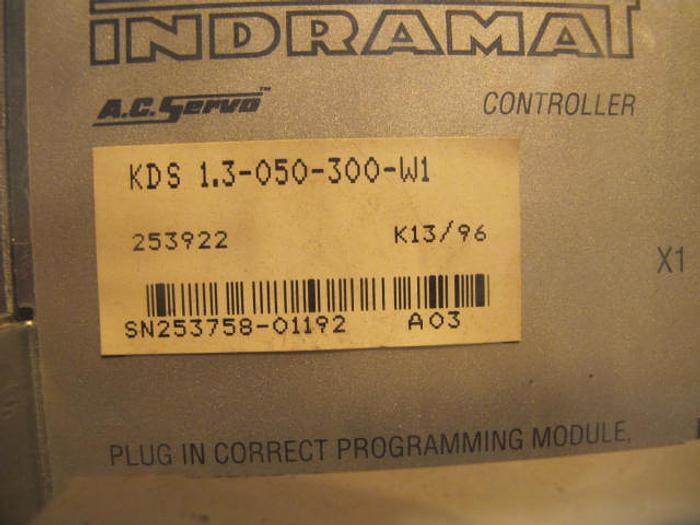 INDRAMAT
A.C. Servo™ CONTROLLER
KDS 1.3-050-300-W1
253922 K13/96
X1
SN253758-01192 A03
PLUG IN CORRECT PROGRAMMING MODULE,